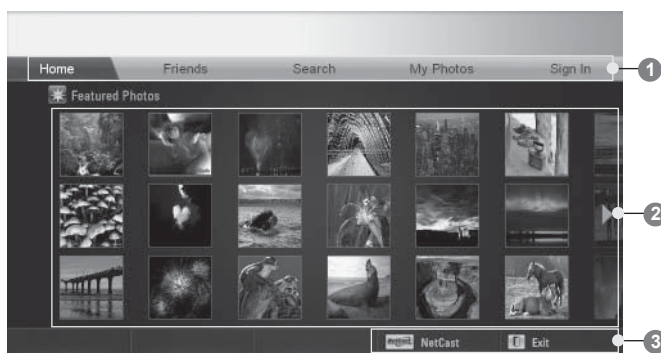 Home Friends Search My Photos Sign In
1
Featured Photos
2
NetCast Exit
3